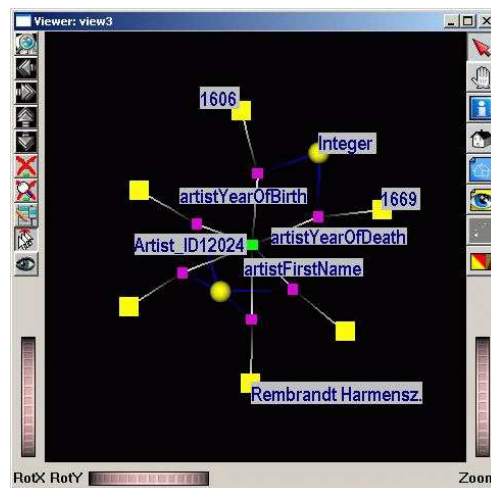 Viewer: view3
1606
Integer
artistYearOfBirth
1669
artistYearOfDeath
Artist_ID12024
artistFirstName
Rembrandt Harmensz.
RotX RotY
Zoom